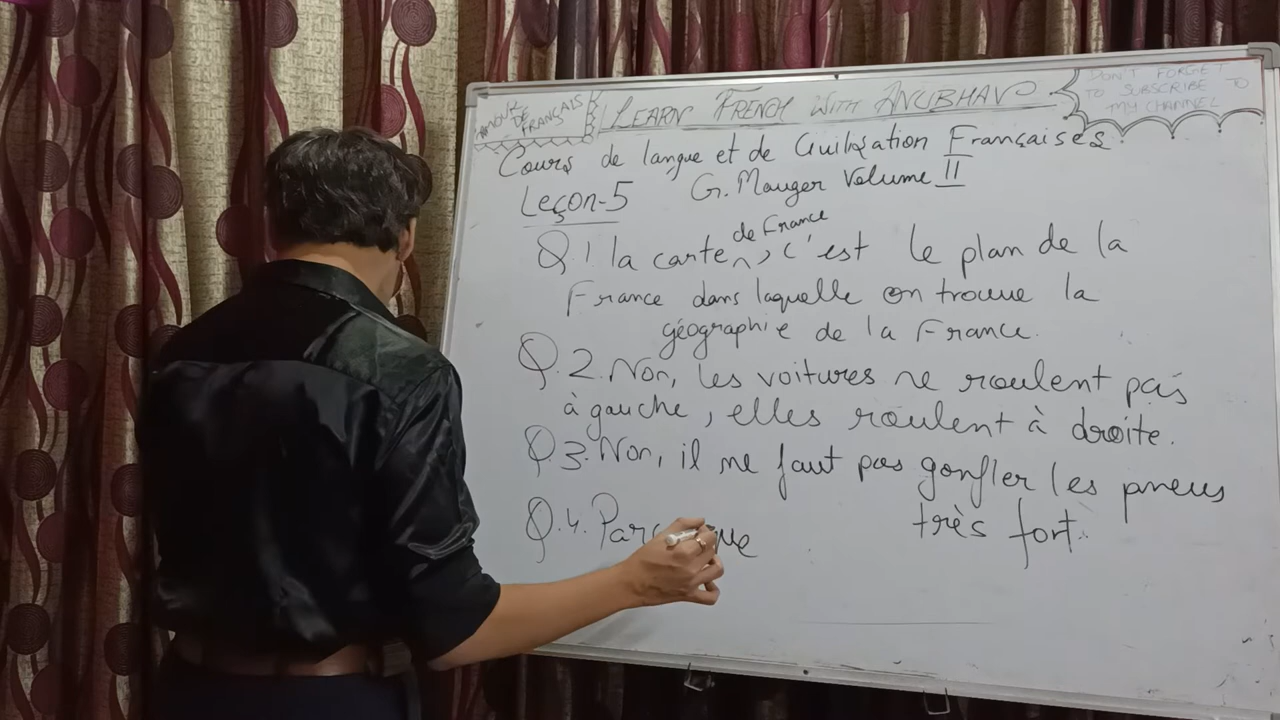 MONDE DE FRANÇAIS
LEARN FRENCH WITH ANUBHAV
DON'T FORGET TO SUBSCRIBE TO MY CHANNEL
Cours de langue et de Civilisation Françaises.
Leçon-5 G. Mauger Volume II
Q.1 la carte de France, c'est le plan de la
France dans laquelle on trouve la
géographie de la France.
Q.2. Non, les voitures ne roulent pas
à gauche, elles roulent à droite.
Q.3. Non, il ne faut pas gonfler les pneus
très fort.
Q.4.